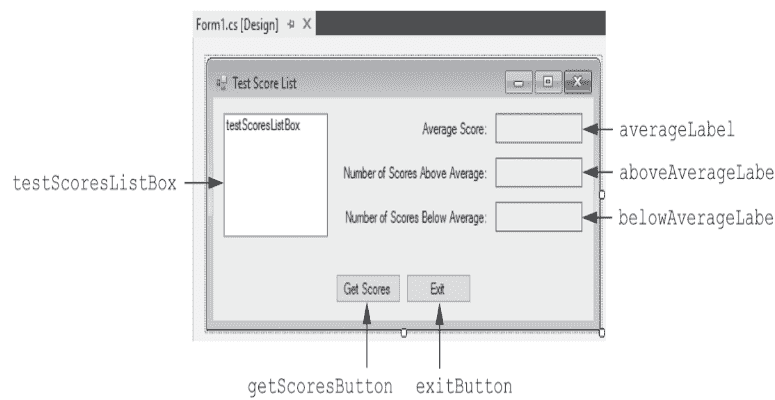 Form1.cs [Design]
Test Score List
testScoresListBox
Average Score:
averageLabel
testScoresListBox
Number of Scores Above Average:
aboveAverageLabe
Number of Scores Below Average:
belowAverageLabe
Get Scores
Exit
getScoresButton
exitButton